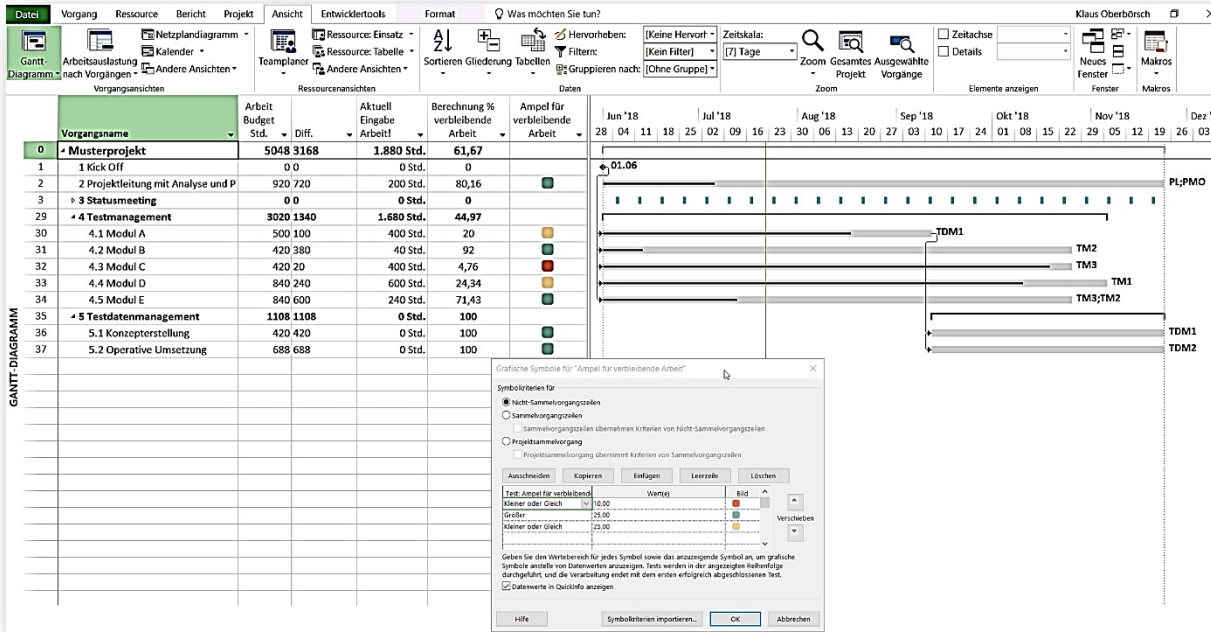 Datei Vorgang Ressource Bericht Projekt Ansicht Entwicklertools Format Was möchten Sie tun? Klaus Oberbörsch
Gantt-Diagramm
Arbeitsauslastung nach Vorgängen
Netzplandiagramm
Kalender
Andere Ansichten
Vorgangsansichten
Teamplaner
Ressource: Einsatz
Ressource: Tabelle
Andere Ansichten
Ressourcenansichten
Sortieren Gliederung Tabellen
Hervorheben: [Keine Hervorh
Filtern: [Kein Filter]
Gruppieren nach: [Ohne Gruppe]
Daten
Zeitskala:
[7] Tage
Zoom Gesamtes Projekt Ausgewählte Vorgänge
Zoom
Zeitachse
Details
Elemente anzeigen
Neues Fenster
Fenster
Makros
Makros
Vorgangsname
Arbeit Budget Std.
Diff.
Aktuell Eingabe Arbeit!
Berechnung % verbleibende Arbeit
Ampel für verbleibende Arbeit
Jun '18 Jul '18 Aug '18 Sep '18 Okt '18 Nov '18 Dez '
28 04 11 18 25 02 09 16 23 30 06 13 20 27 03 10 17 24 01 08 15 22 29 05 12 19 26 03
0 Musterprojekt 5048 3168 1.880 Std. 61,67
1 1 Kick Off 0 0 0 Std. 0 01.06
2 2 Projektleitung mit Analyse und P 920 720 200 Std. 80,16 PL;PMO
3 3 Statusmeeting 0 0 0 Std. 0
29 4 Testmanagement 3020 1340 1.680 Std. 44,97
30 4.1 Modul A 500 100 400 Std. 20 TDM1
31 4.2 Modul B 420 380 40 Std. 92 TM2
32 4.3 Modul C 420 20 400 Std. 4,76 TM3
33 4.4 Modul D 840 240 600 Std. 24,34 TM1
34 4.5 Modul E 840 600 240 Std. 71,43 TM3;TM2
35 5 Testdatenmanagement 1108 1108 0 Std. 100
36 5.1 Konzepterstellung 420 420 0 Std. 100 TDM1
37 5.2 Operative Umsetzung 688 688 0 Std. 100 TDM2
GANTT-DIAGRAMM
Grafische Symbole für "Ampel für verbleibende Arbeit"
Symbolkriterien für
Nicht-Sammelvorgangszeilen
Sammelvorgangszeilen
Sammelvorgangszeilen übernehmen Kriterien von Nicht-Sammelvorgangszeilen
Projektsammelvorgang
Projektsammelvorgang übernimmt Kriterien von Sammelvorgangszeilen
Ausschneiden Kopieren Einfügen Leerzeile Löschen
Test: Ampel für verbleibend Wert(e) Bild
Kleiner oder Gleich 10,00
Größer 25,00
Kleiner oder Gleich 25,00
Verschieben
Geben Sie den Wertebereich für jedes Symbol sowie das anzuzeigende Symbol an, um grafische
Symbole anstelle von Datenwerten anzuzeigen. Tests werden in der angezeigten Reihenfolge
durchgeführt, und die Verarbeitung endet mit dem ersten erfolgreich abgeschlossenen Test.
Datenwerte in QuickInfo anzeigen
Hilfe Symbolkriterien importieren... OK Abbrechen